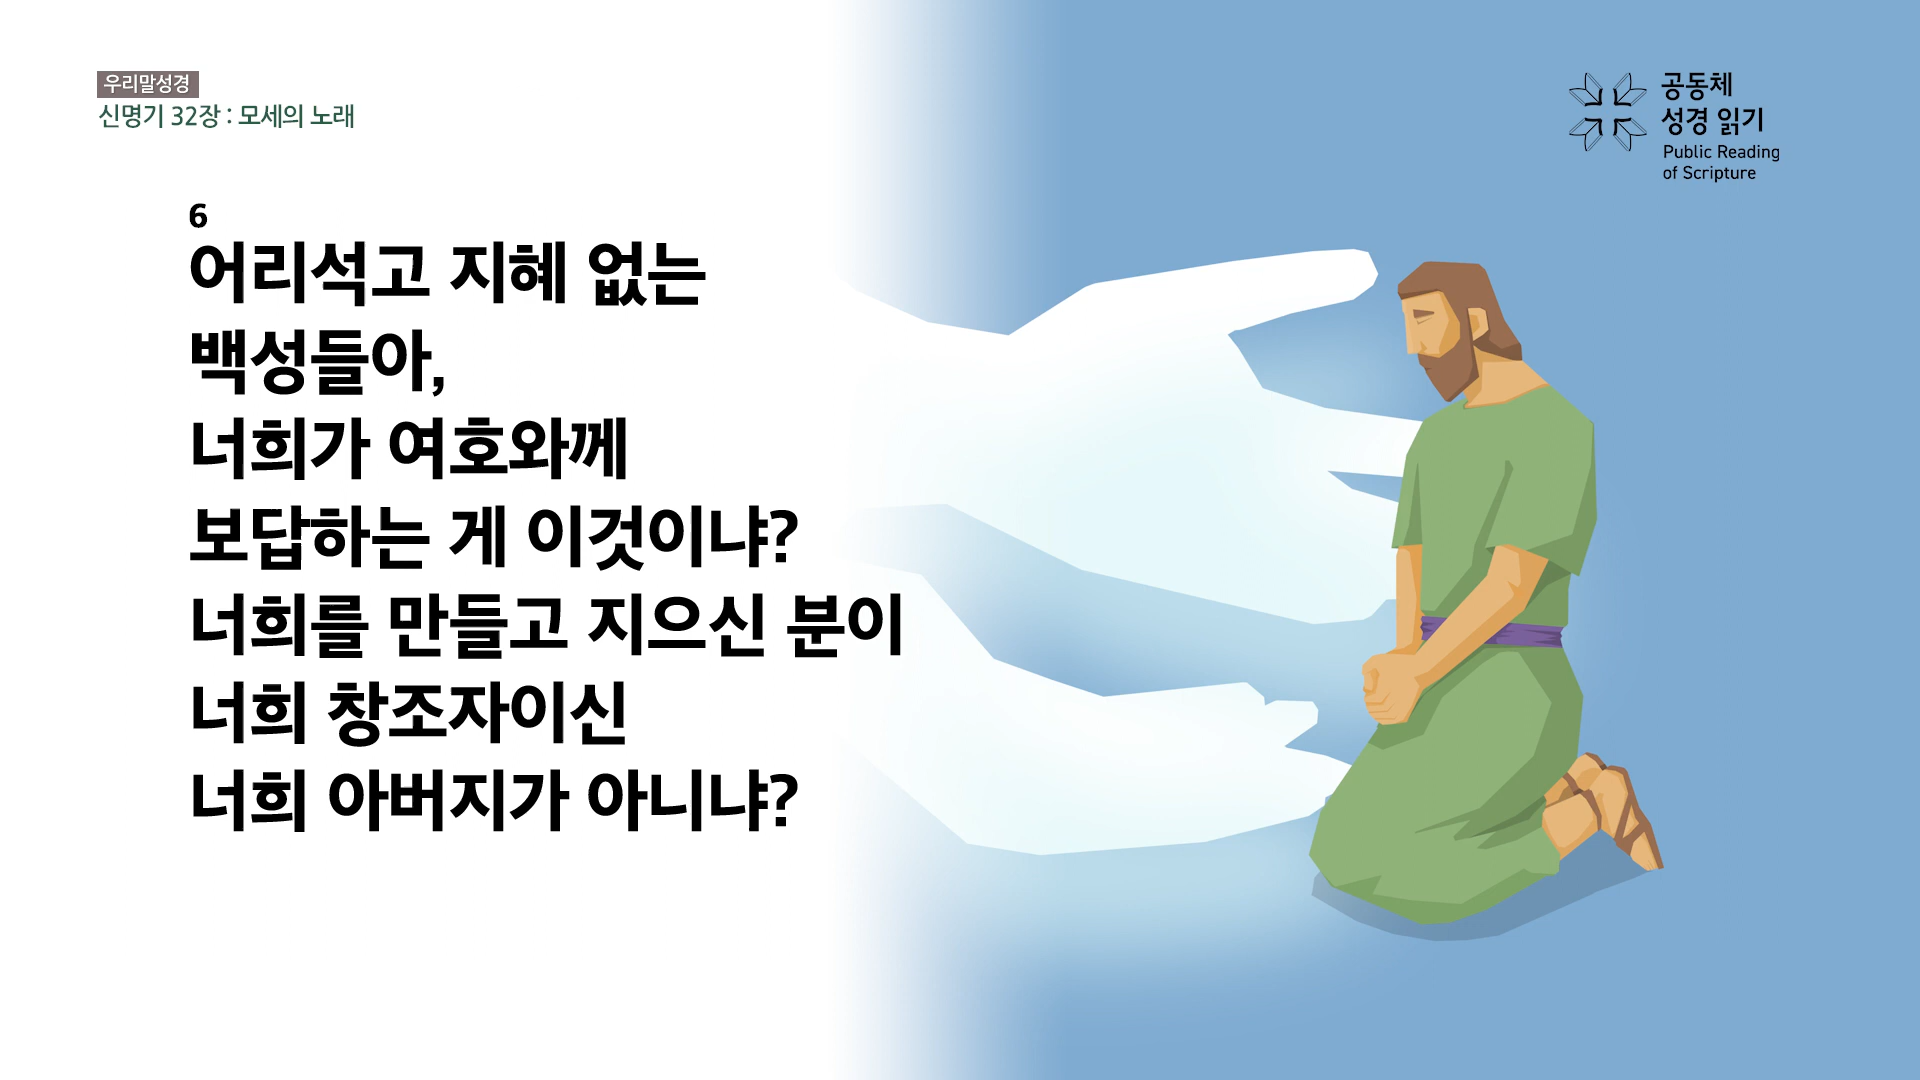 우리말성경
신명기 32장 : 모세의 노래
공동체
성경 읽기
Public Reading
of Scripture
6
어리석고 지혜 없는
백성들아,
너희가 여호와께
보답하는 게 이것이냐?
너희를 만들고 지으신 분이
너희 창조자이신
너희 아버지가 아니냐?